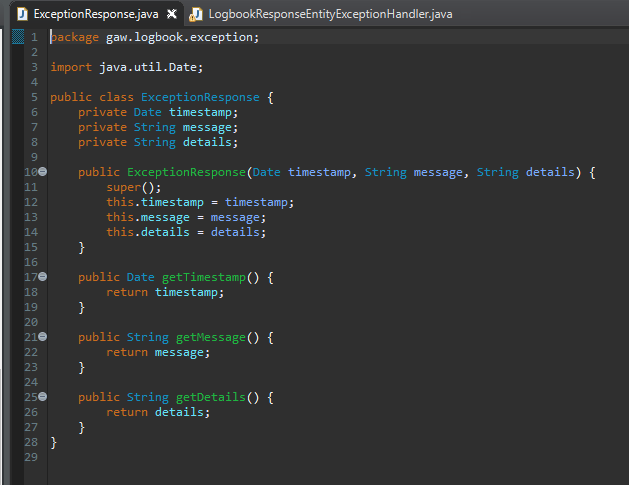 ExceptionResponse.java LogbookResponseEntityExceptionHandler.java
1 package gaw.logbook.exception;
2
3 import java.util.Date;
4
5 public class ExceptionResponse {
6     private Date timestamp;
7     private String message;
8     private String details;
9
10     public ExceptionResponse(Date timestamp, String message, String details) {
11         super();
12         this.timestamp = timestamp;
13         this.message = message;
14         this.details = details;
15     }
16
17     public Date getTimestamp() {
18         return timestamp;
19     }
20
21     public String getMessage() {
22         return message;
23     }
24
25     public String getDetails() {
26         return details;
27     }
28 }
29